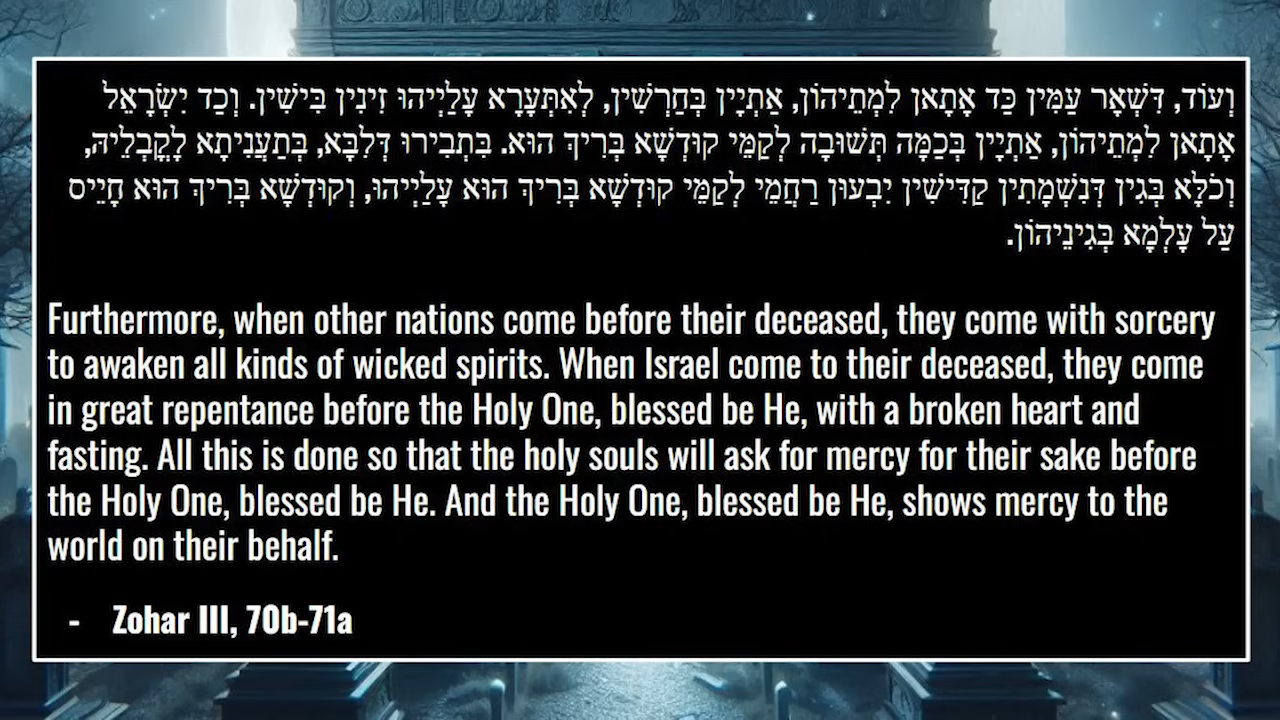 וְעוֹד, דִּשְׁאָר עַמִּין כַּד אָתָאן לְמֵתֵיהוֹן, אַתְיָין בְּחַרְשִׁין, לְאִתְּעָרָא עָלַיְיהוּ זִינִין בִּישִׁין. וְכַד יִשְׂרָאֵל
אָתָאן לְמֵתֵיהוֹן, אַתְיָין בְּכַמָּה תְּשׁוּבָה לְקַמֵּי קוּדְשָׁא בְּרִיךְ הוּא. בִּתְבִירוּ דְּלִבָּא, בְּתַעֲנִיתָא לָקֳבְלֵיהּ,
וְכֹלָּא בְּגִין דְּנִשְׁמָתִין קַדִּישִׁין יִבְעוּן רַחֲמֵי לְקַמֵּי קוּדְשָׁא בְּרִיךְ הוּא עָלַיְיהוּ, וְקוּדְשָׁא בְּרִיךְ הוּא חָיֵיס
עַל עָלְמָא בְּגִינֵיהוֹן.
Furthermore, when other nations come before their deceased, they come with sorcery
to awaken all kinds of wicked spirits. When Israel come to their deceased, they come
in great repentance before the Holy One, blessed be He, with a broken heart and
fasting. All this is done so that the holy souls will ask for mercy for their sake before
the Holy One, blessed be He. And the Holy One, blessed be He, shows mercy to the
world on their behalf.
- Zohar III, 70b-71a